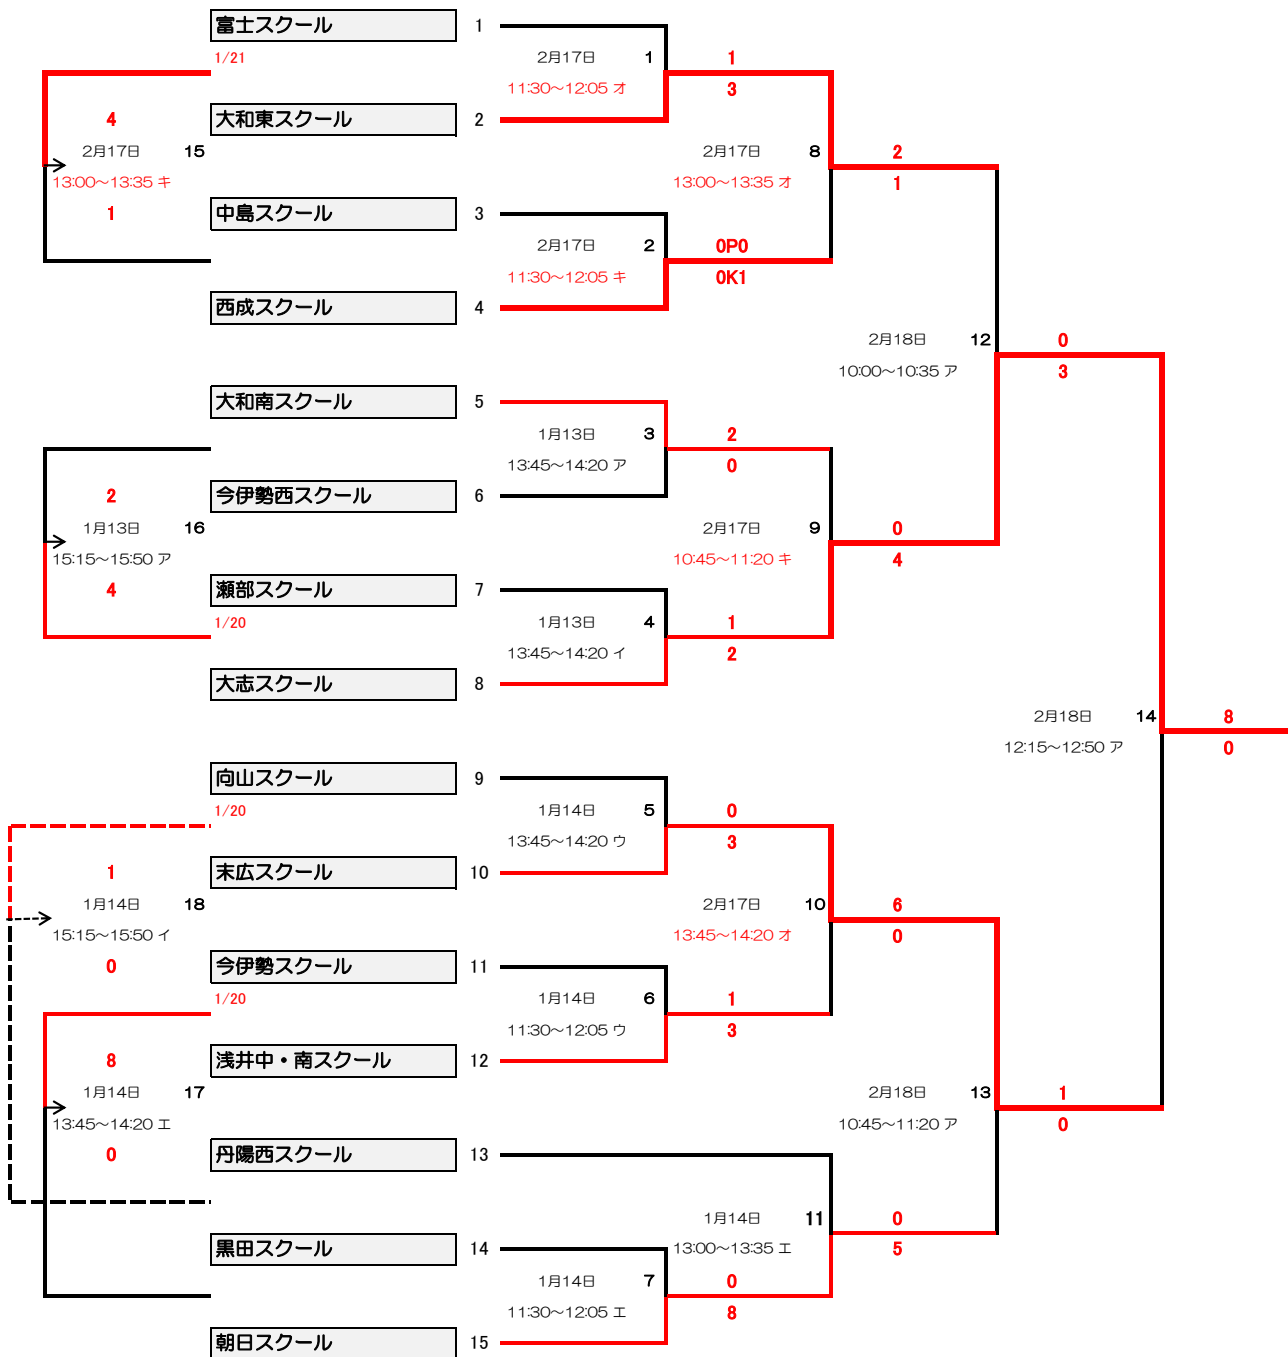 富士スクール 1
1/21
2月17日 1
11:30～12:05 オ
1
3
大和東スクール 2
4
2月17日 15
13:00～13:35 キ
1
2月17日 8
13:00～13:35 オ
2
1
中島スクール 3
2月17日 2
11:30～12:05 キ
0P0
0K1
西成スクール 4
2月18日 12
10:00～10:35 ア
0
3
大和南スクール 5
1月13日 3
13:45～14:20 ア
2
0
今伊勢西スクール 6
2
1月13日 16
15:15～15:50 ア
4
2月17日 9
10:45～11:20 キ
0
4
瀬部スクール 7
1/20
1月13日 4
13:45～14:20 イ
1
2
大志スクール 8
2月18日 14
12:15～12:50 ア
8
0
向山スクール 9
1/20
1月14日 5
13:45～14:20 ウ
0
3
末広スクール 10
1
1月14日 18
15:15～15:50 イ
0
2月17日 10
13:45～14:20 オ
6
0
今伊勢スクール 11
1/20
1月14日 6
11:30～12:05 ウ
1
3
浅井中・南スクール 12
8
1月14日 17
13:45～14:20 エ
0
2月18日 13
10:45～11:20 ア
1
0
丹陽西スクール 13
1月14日 11
13:00～13:35 エ
0
5
黒田スクール 14
1月14日 7
11:30～12:05 エ
0
8
朝日スクール 15